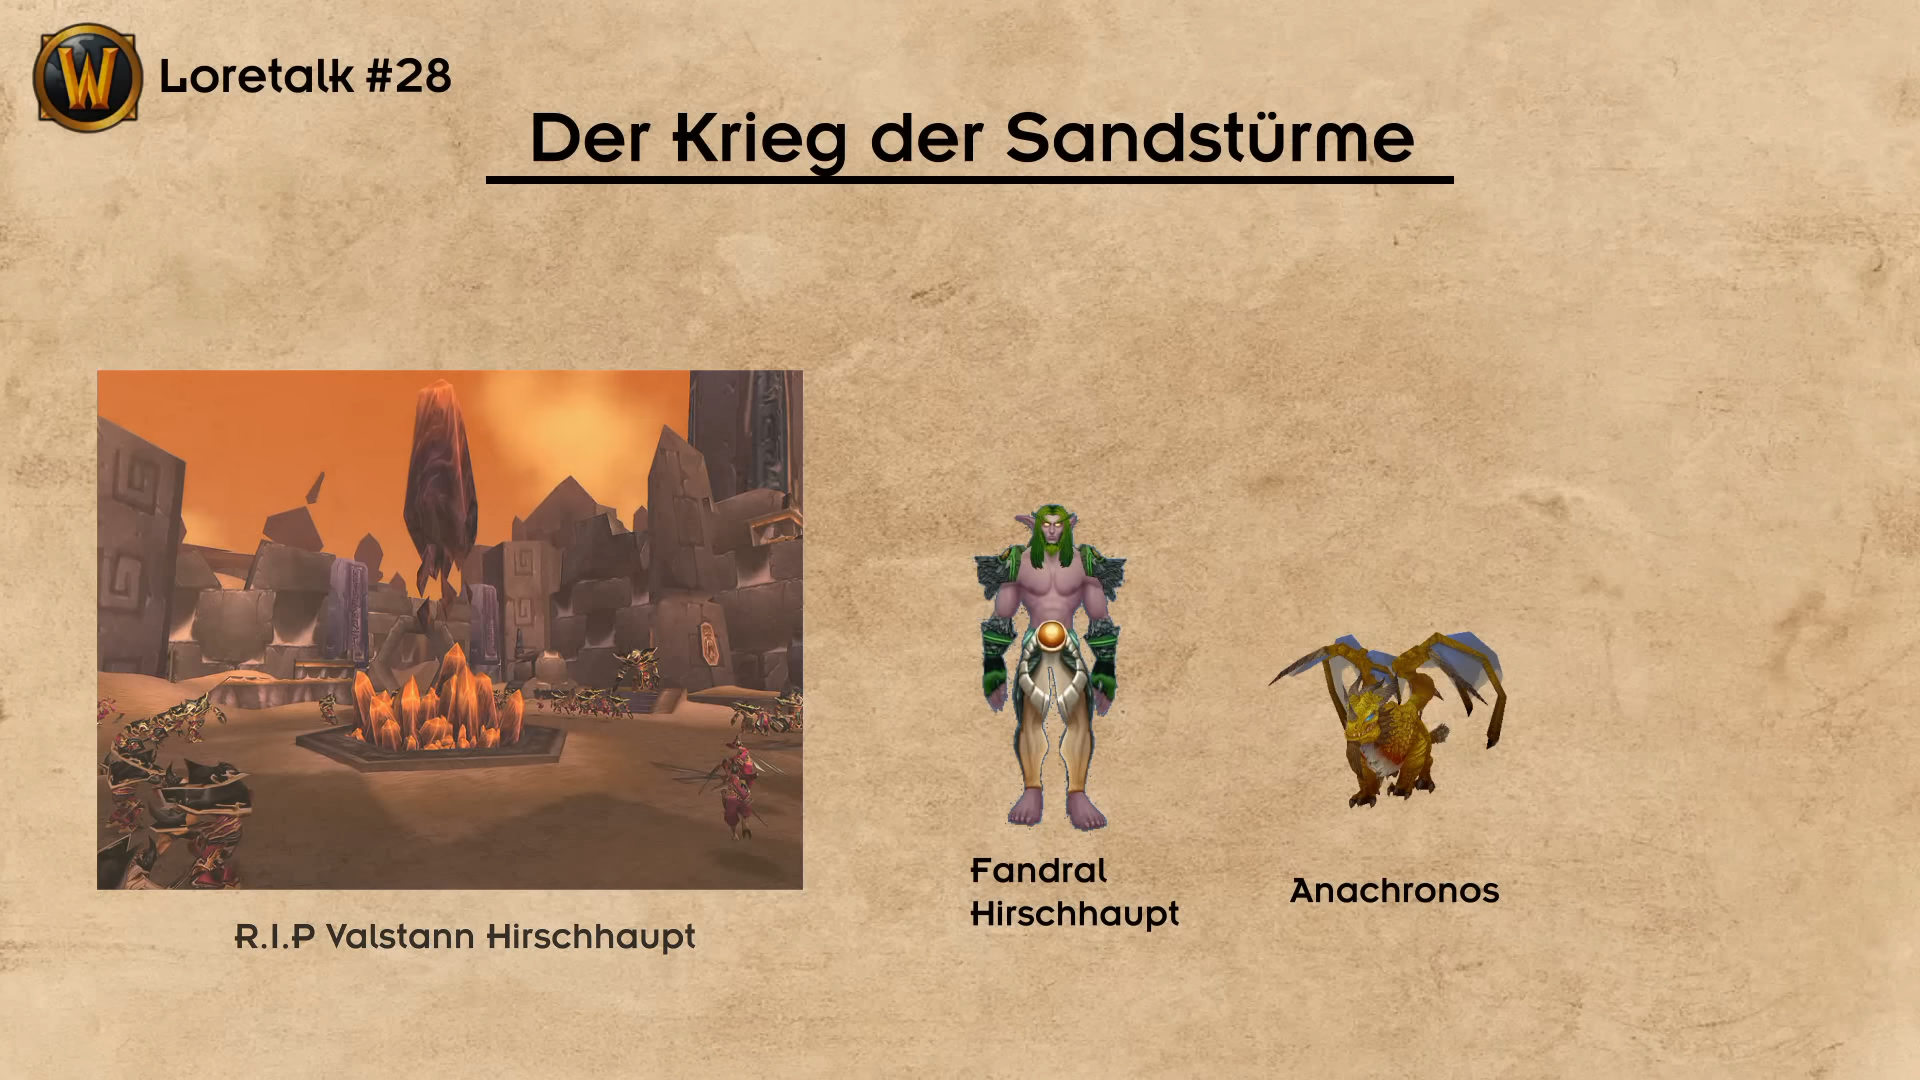 W
Loretalk #28
Der Krieg der Sandstürme
R.I.P Valstann Hirschhaupt
Fandral
Hirschhaupt
Anachronos